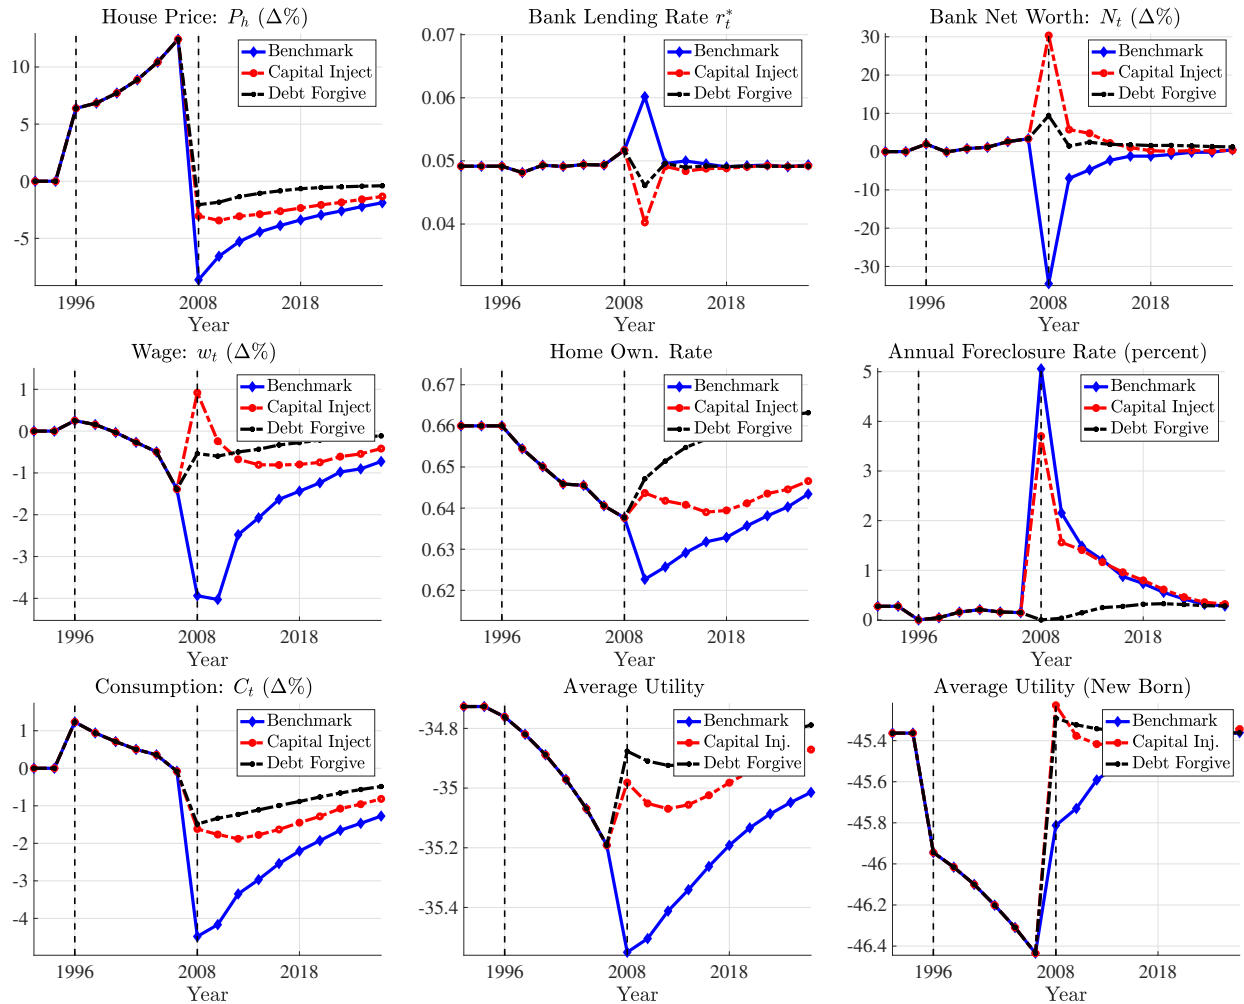 House Price: P_h (Δ%)
10
5
0
-5
1996
2008
2018
Year
Benchmark
Capital Inject
Debt Forgive
Bank Lending Rate r_t^*
0.07
0.06
0.05
0.04
1996
2008
2018
Year
Benchmark
Capital Inject
Debt Forgive
Bank Net Worth: N_t (Δ%)
30
20
10
0
-10
-20
-30
1996
2008
2018
Year
Benchmark
Capital Inject
Debt Forgive
Wage: w_t (Δ%)
1
0
-1
-2
-3
-4
1996
2008
2018
Year
Benchmark
Capital Inject
Debt Forgive
Home Own. Rate
0.67
0.66
0.65
0.64
0.63
0.62
1996
2008
2018
Year
Benchmark
Capital Inject
Debt Forgive
Annual Foreclosure Rate (percent)
5
4
3
2
1
0
1996
2008
2018
Year
Benchmark
Capital Inject
Debt Forgive
Consumption: C_t (Δ%)
1
0
-1
-2
-3
-4
1996
2008
2018
Year
Benchmark
Capital Inject
Debt Forgive
Average Utility
-34.8
-35
-35.2
-35.4
1996
2008
2018
Year
Benchmark
Capital Inj.
Debt Forgive
Average Utility (New Born)
-45.4
-45.6
-45.8
-46
-46.2
-46.4
1996
2008
2018
Year
Benchmark
Capital Inj.
Debt Forgive